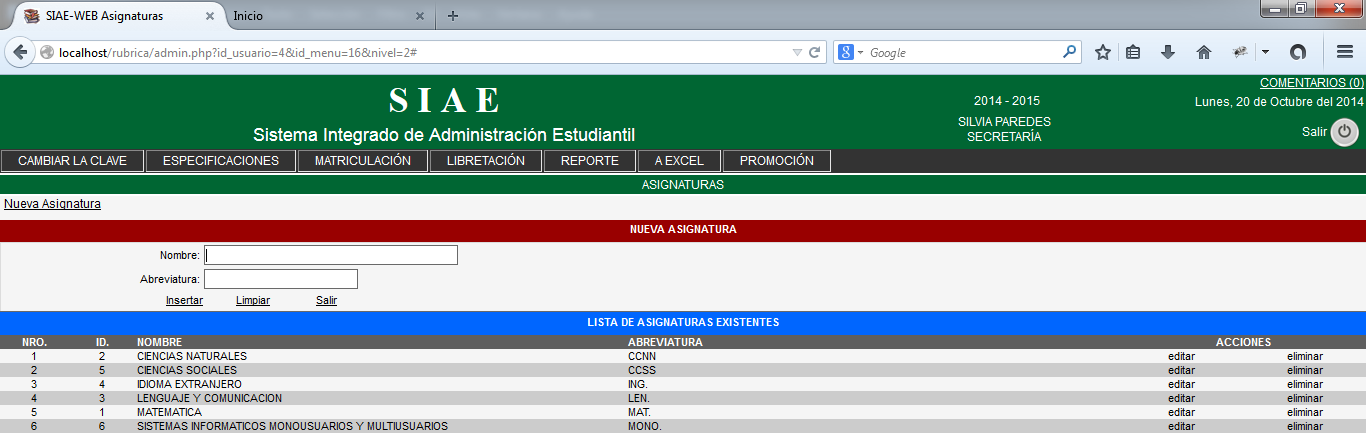 SIAE-WEB Asignaturas
Inicio
localhost/rubrica/admin.php?id_usuario=4&id_menu=16&nivel=2#
Google
COMENTARIOS (0)
SIAE
2014 - 2015
Lunes, 20 de Octubre del 2014
Sistema Integrado de Administración Estudiantil
SILVIA PAREDES
SECRETARÍA
Salir
CAMBIAR LA CLAVE ESPECIFICACIONES MATRICULACIÓN LIBRETACIÓN REPORTE A EXCEL PROMOCIÓN
ASIGNATURAS
Nueva Asignatura
NUEVA ASIGNATURA
Nombre:
Abreviatura:
Insertar Limpiar Salir
LISTA DE ASIGNATURAS EXISTENTES
NRO. ID. NOMBRE ABREVIATURA ACCIONES
1 2 CIENCIAS NATURALES CCNN editar eliminar
2 5 CIENCIAS SOCIALES CCSS editar eliminar
3 4 IDIOMA EXTRANJERO ING. editar eliminar
4 3 LENGUAJE Y COMUNICACION LEN. editar eliminar
5 1 MATEMATICA MAT. editar eliminar
6 6 SISTEMAS INFORMATICOS MONOUSUARIOS Y MULTIUSUARIOS MONO. editar eliminar